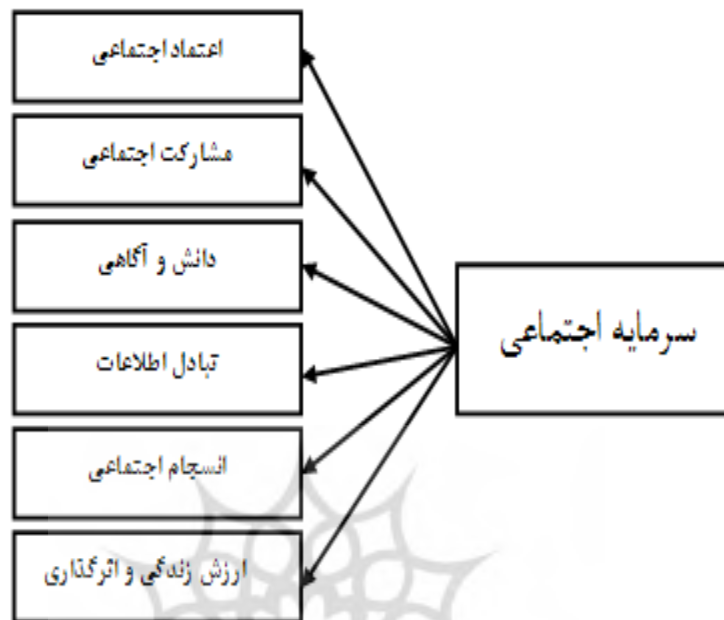 سرمایه اجتماعی
اعتماد اجتماعی
مشارکت اجتماعی
دانش و آگاهی
تبادل اطلاعات
انسجام اجتماعی
ارزش زندگی و اثرگذاری